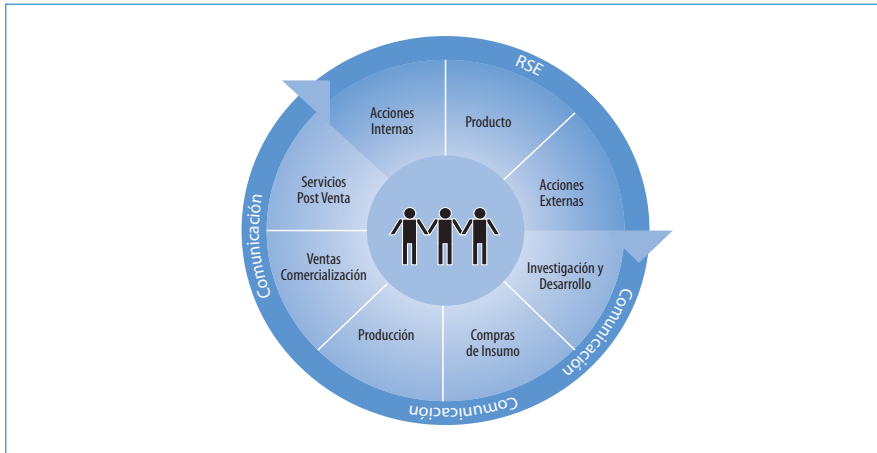 RSE
Acciones
Internas
Producto
Acciones
Externas
Investigación y
Desarrollo
Compras
de Insumo
Producción
Ventas
Comercialización
Servicios
Post Venta
Comunicación
Comunicación
Comunicación